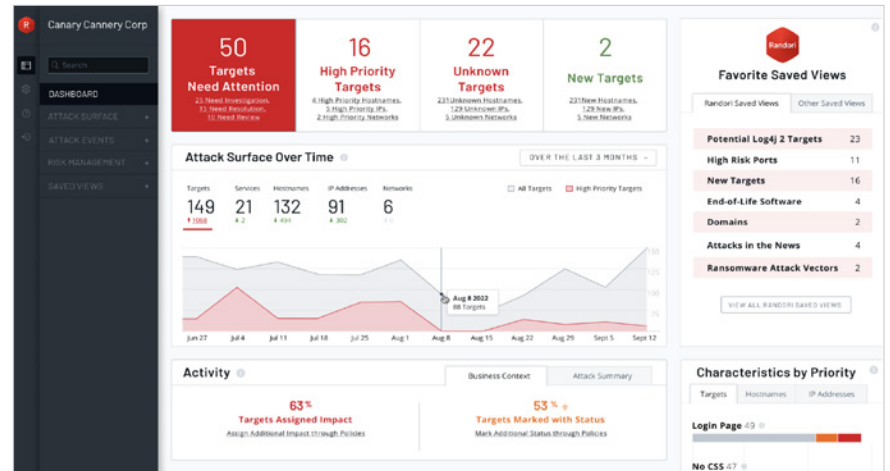 R
Canary Cannery Corp
Search
DASHBOARD
ATTACK SURFACE +
ATTACK EVENTS +
RISK MANAGEMENT +
SAVED VIEWS +
50
Targets
Need Attention
25 Need Investigation,
15 Need Resolution,
10 Need Review
16
High Priority
Targets
4 High Priority Hostnames,
5 High Priority IPs,
2 High Priority Networks
22
Unknown
Targets
231 Unknown Hostnames,
129 Unknown IPs,
5 Unknown Networks
2
New Targets
231 New Hostnames,
129 New IPs,
5 New Networks
Attack Surface Over Time
OVER THE LAST 3 MONTHS
Targets Services Hostnames IP Addresses Networks
All Targets High Priority Targets
149 21 132 91 6
2
150
125
100
75
Aug 8 2022
88 Targets
Jun 27 Jul 4 Jul 11 Jul 18 Jul 25 Aug 1 Aug 8 Aug 15 Aug 22 Aug 29 Sept 5 Sept 12
Activity
Business Context Attack Summary
63%
Targets Assigned Impact
Assign Additional Impact through Policies
53%
Targets Marked with Status
Mark Additional Status through Policies
Randori
Favorite Saved Views
Randori Saved Views Other Saved Views
Potential Log4j 2 Targets 23
High Risk Ports 11
New Targets 16
End-of-Life Software 4
Domains 2
Attacks in the News 4
Ransomware Attack Vectors 2
VIEW ALL RANDORI SAVED VIEWS
Characteristics by Priority
Targets Hostnames IP Addresses
Login Page 49
No CSS 47